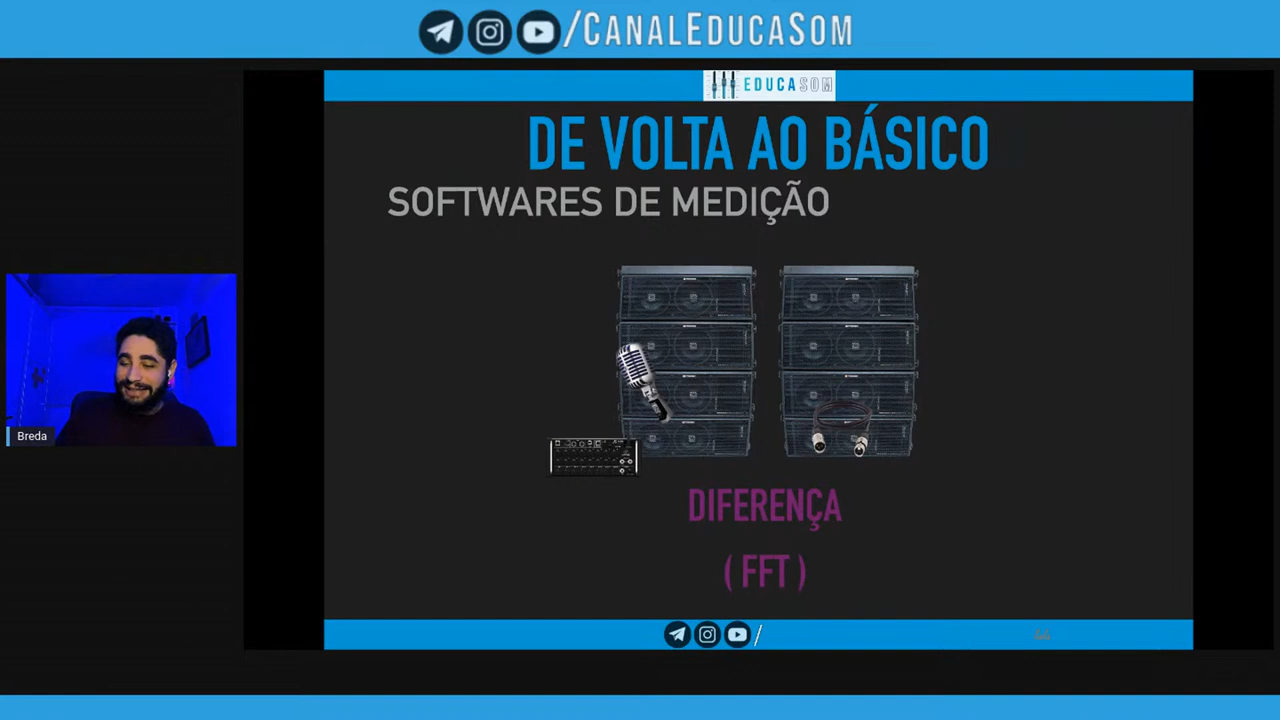 /CANALEDUCASOM
EDUCASOM
DE VOLTA AO BÁSICO
SOFTWARES DE MEDIÇÃO
Breda
DIFERENÇA
( FFT )
/